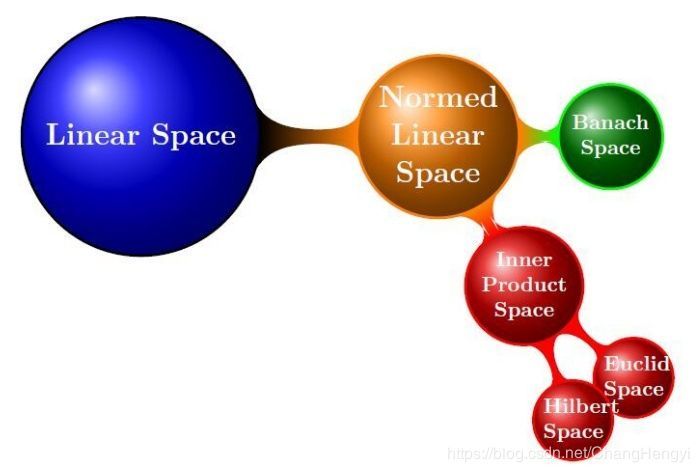 Linear Space
Normed
Linear
Space
Banach
Space
Inner
Product
Space
Euclid
Space
Hilbert
Space
https://blog.csdn.net/ChangHengyi